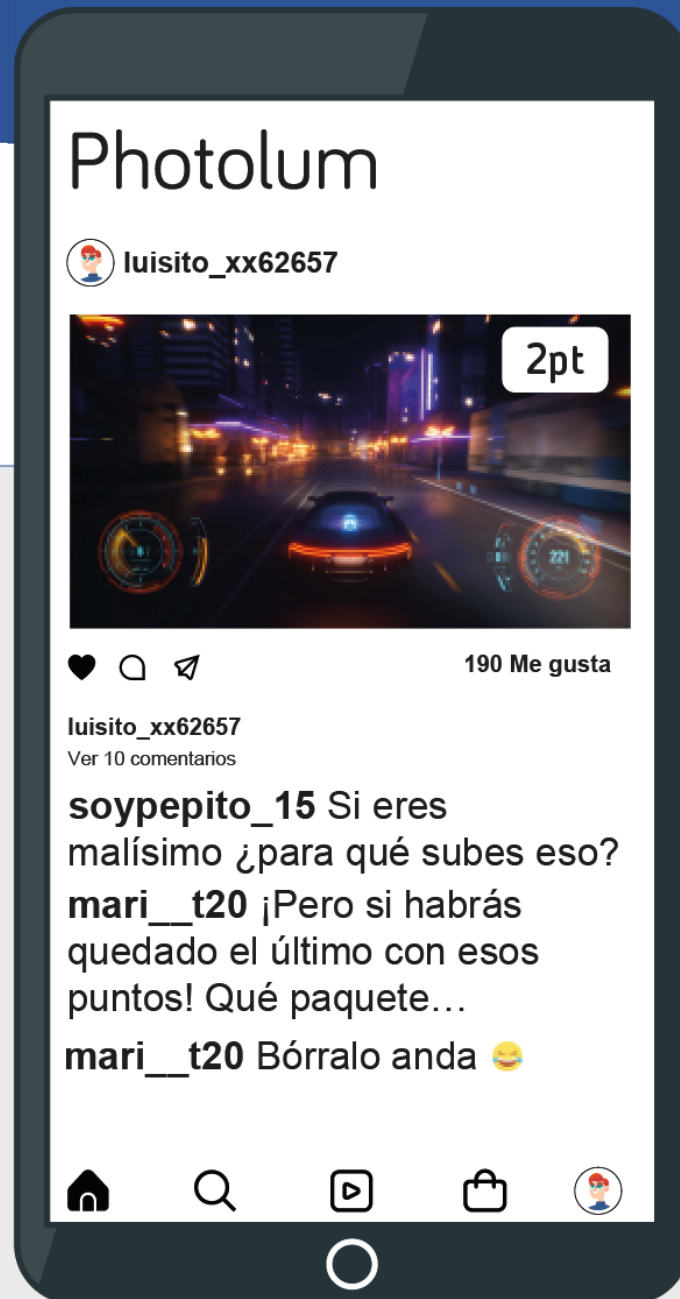 Photolum
luisito_xx62657
2pt
221
190 Me gusta
luisito_xx62657
Ver 10 comentarios
soypepito_15 Si eres
malísimo ¿para qué subes eso?
mari__t20 ¡Pero si habrás
quedado el último con esos
puntos! Qué paquete...
mari__t20 Bórralo anda 😂